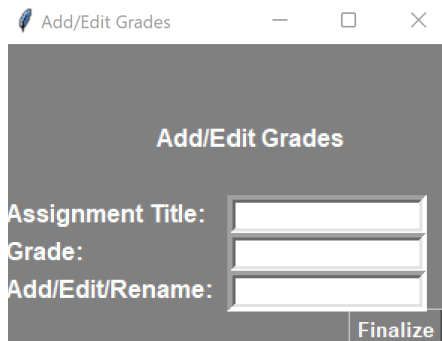 Add/Edit Grades
Add/Edit Grades
Assignment Title:
Grade:
Add/Edit/Rename:
Finalize